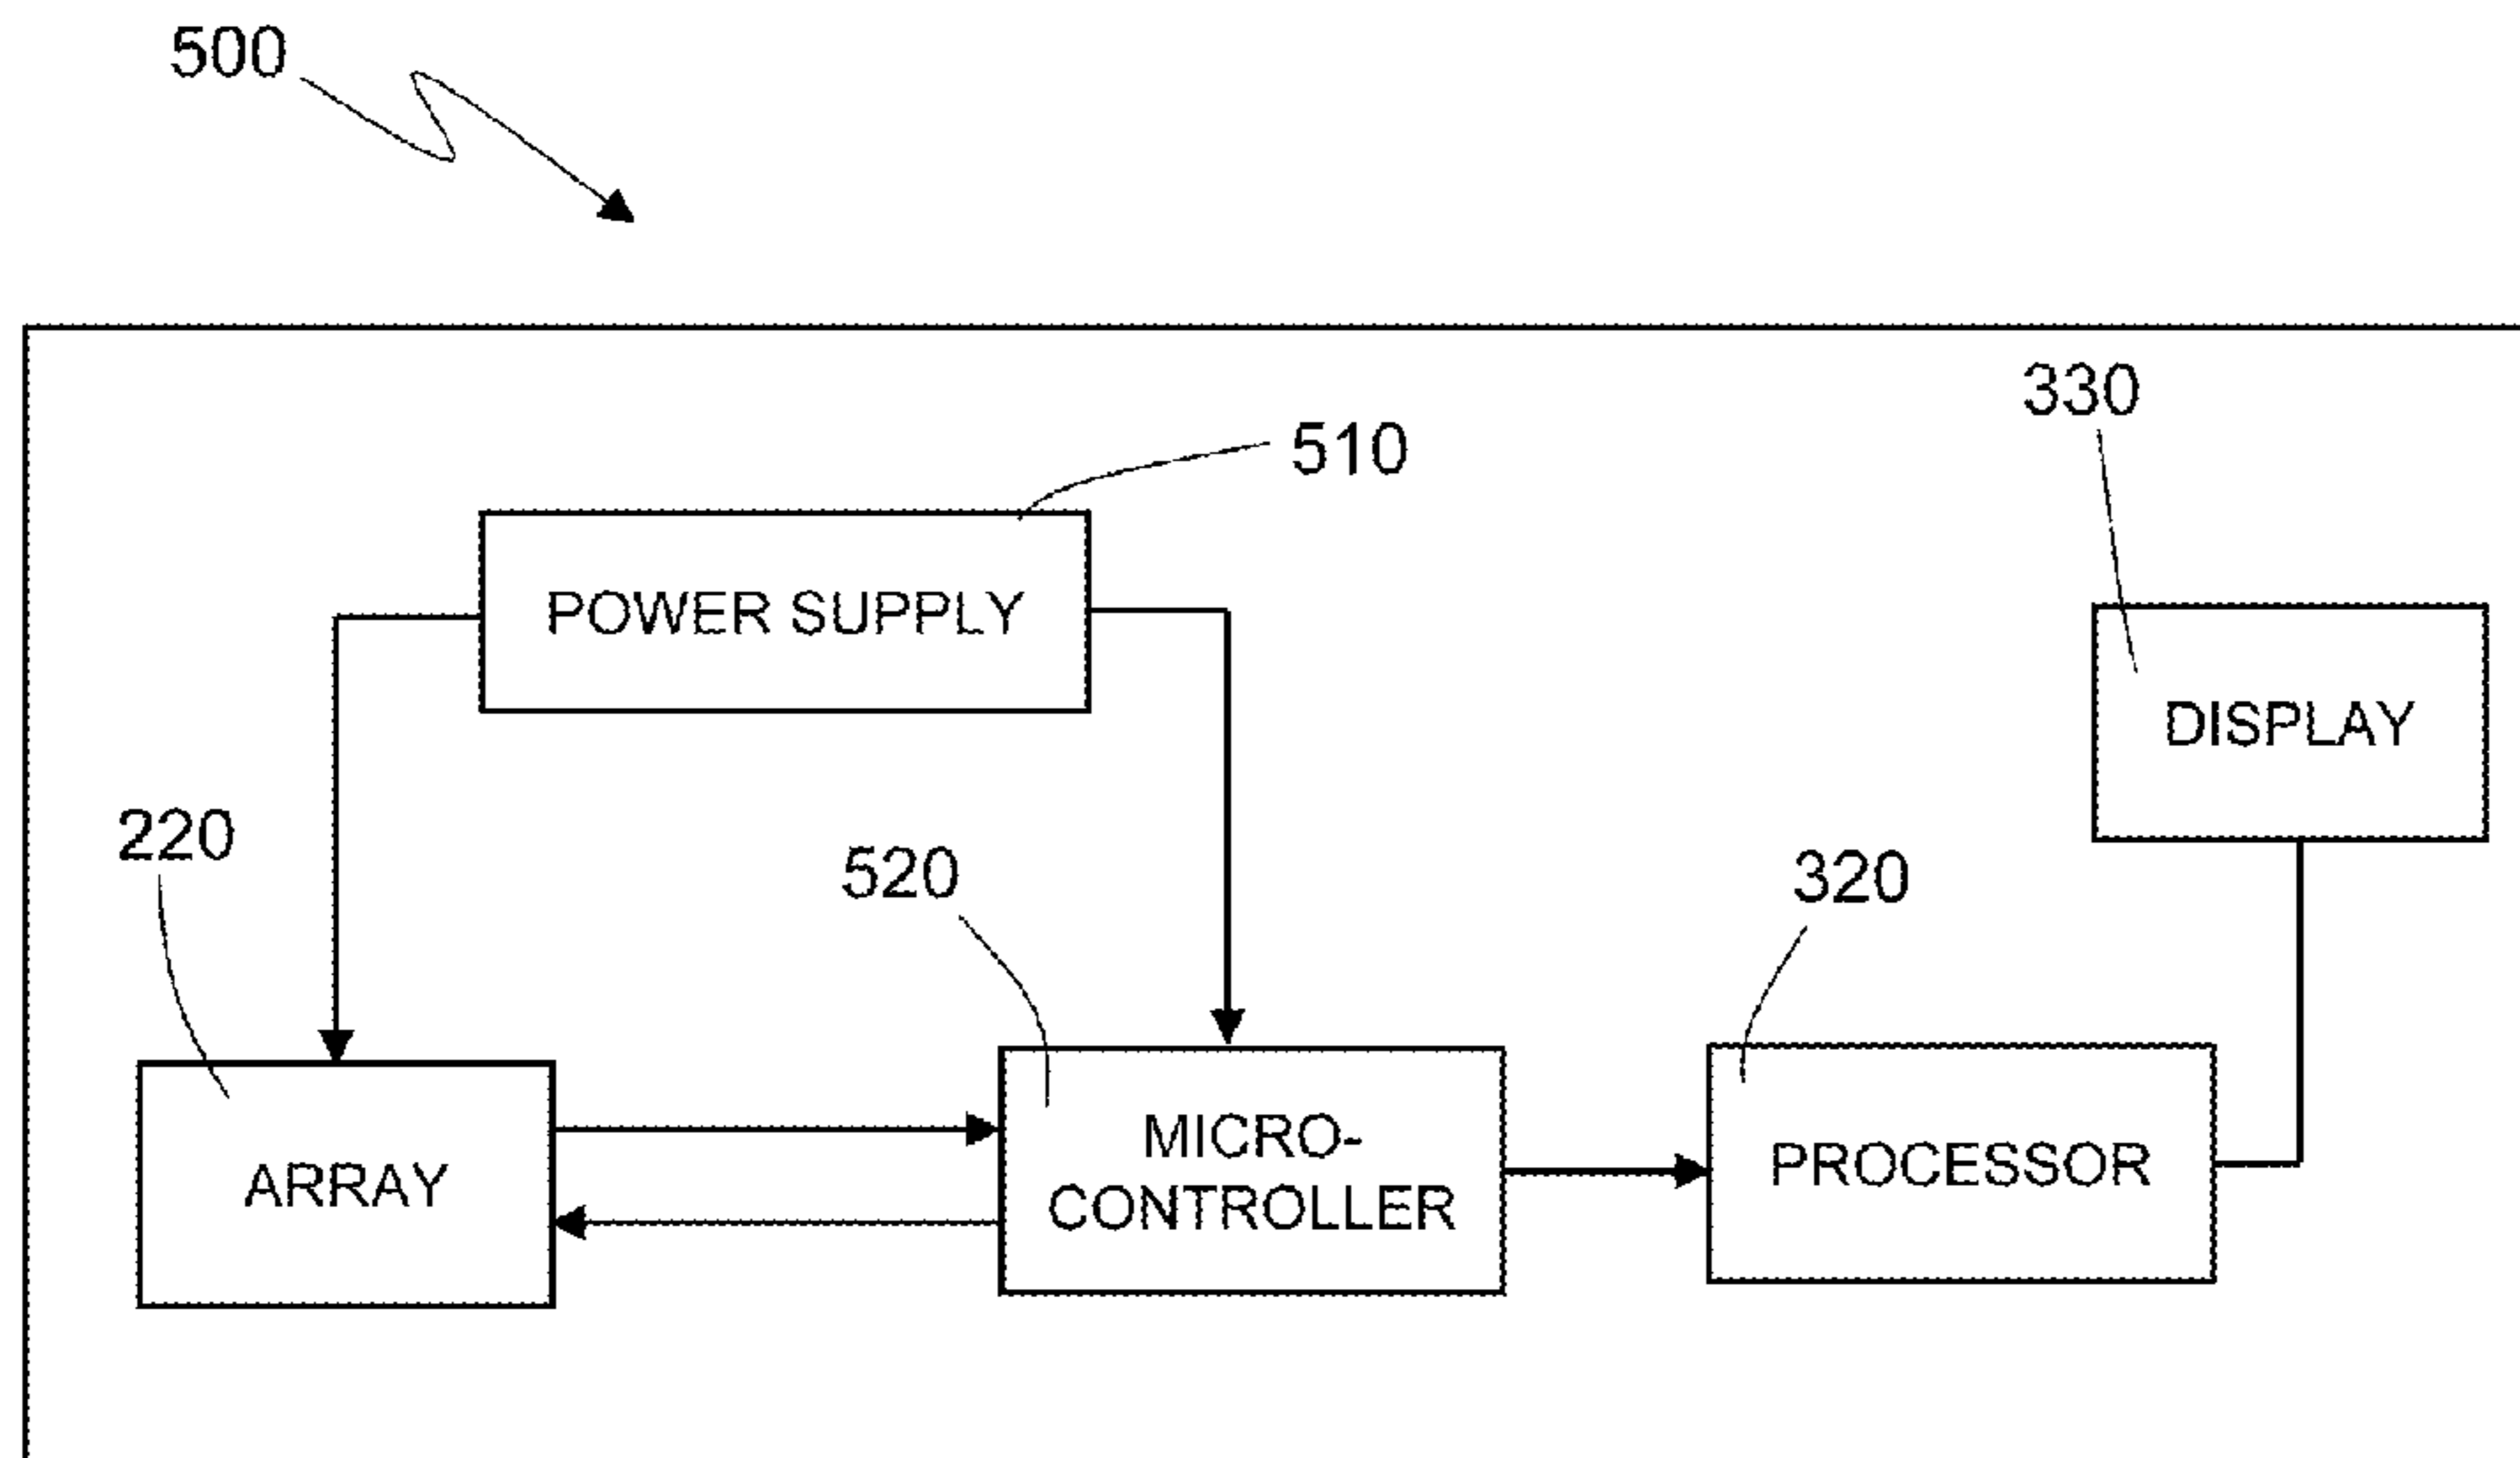 500
330
510
POWER SUPPLY
DISPLAY
220
520
320
MICRO-
CONTROLLER
PROCESSOR
ARRAY